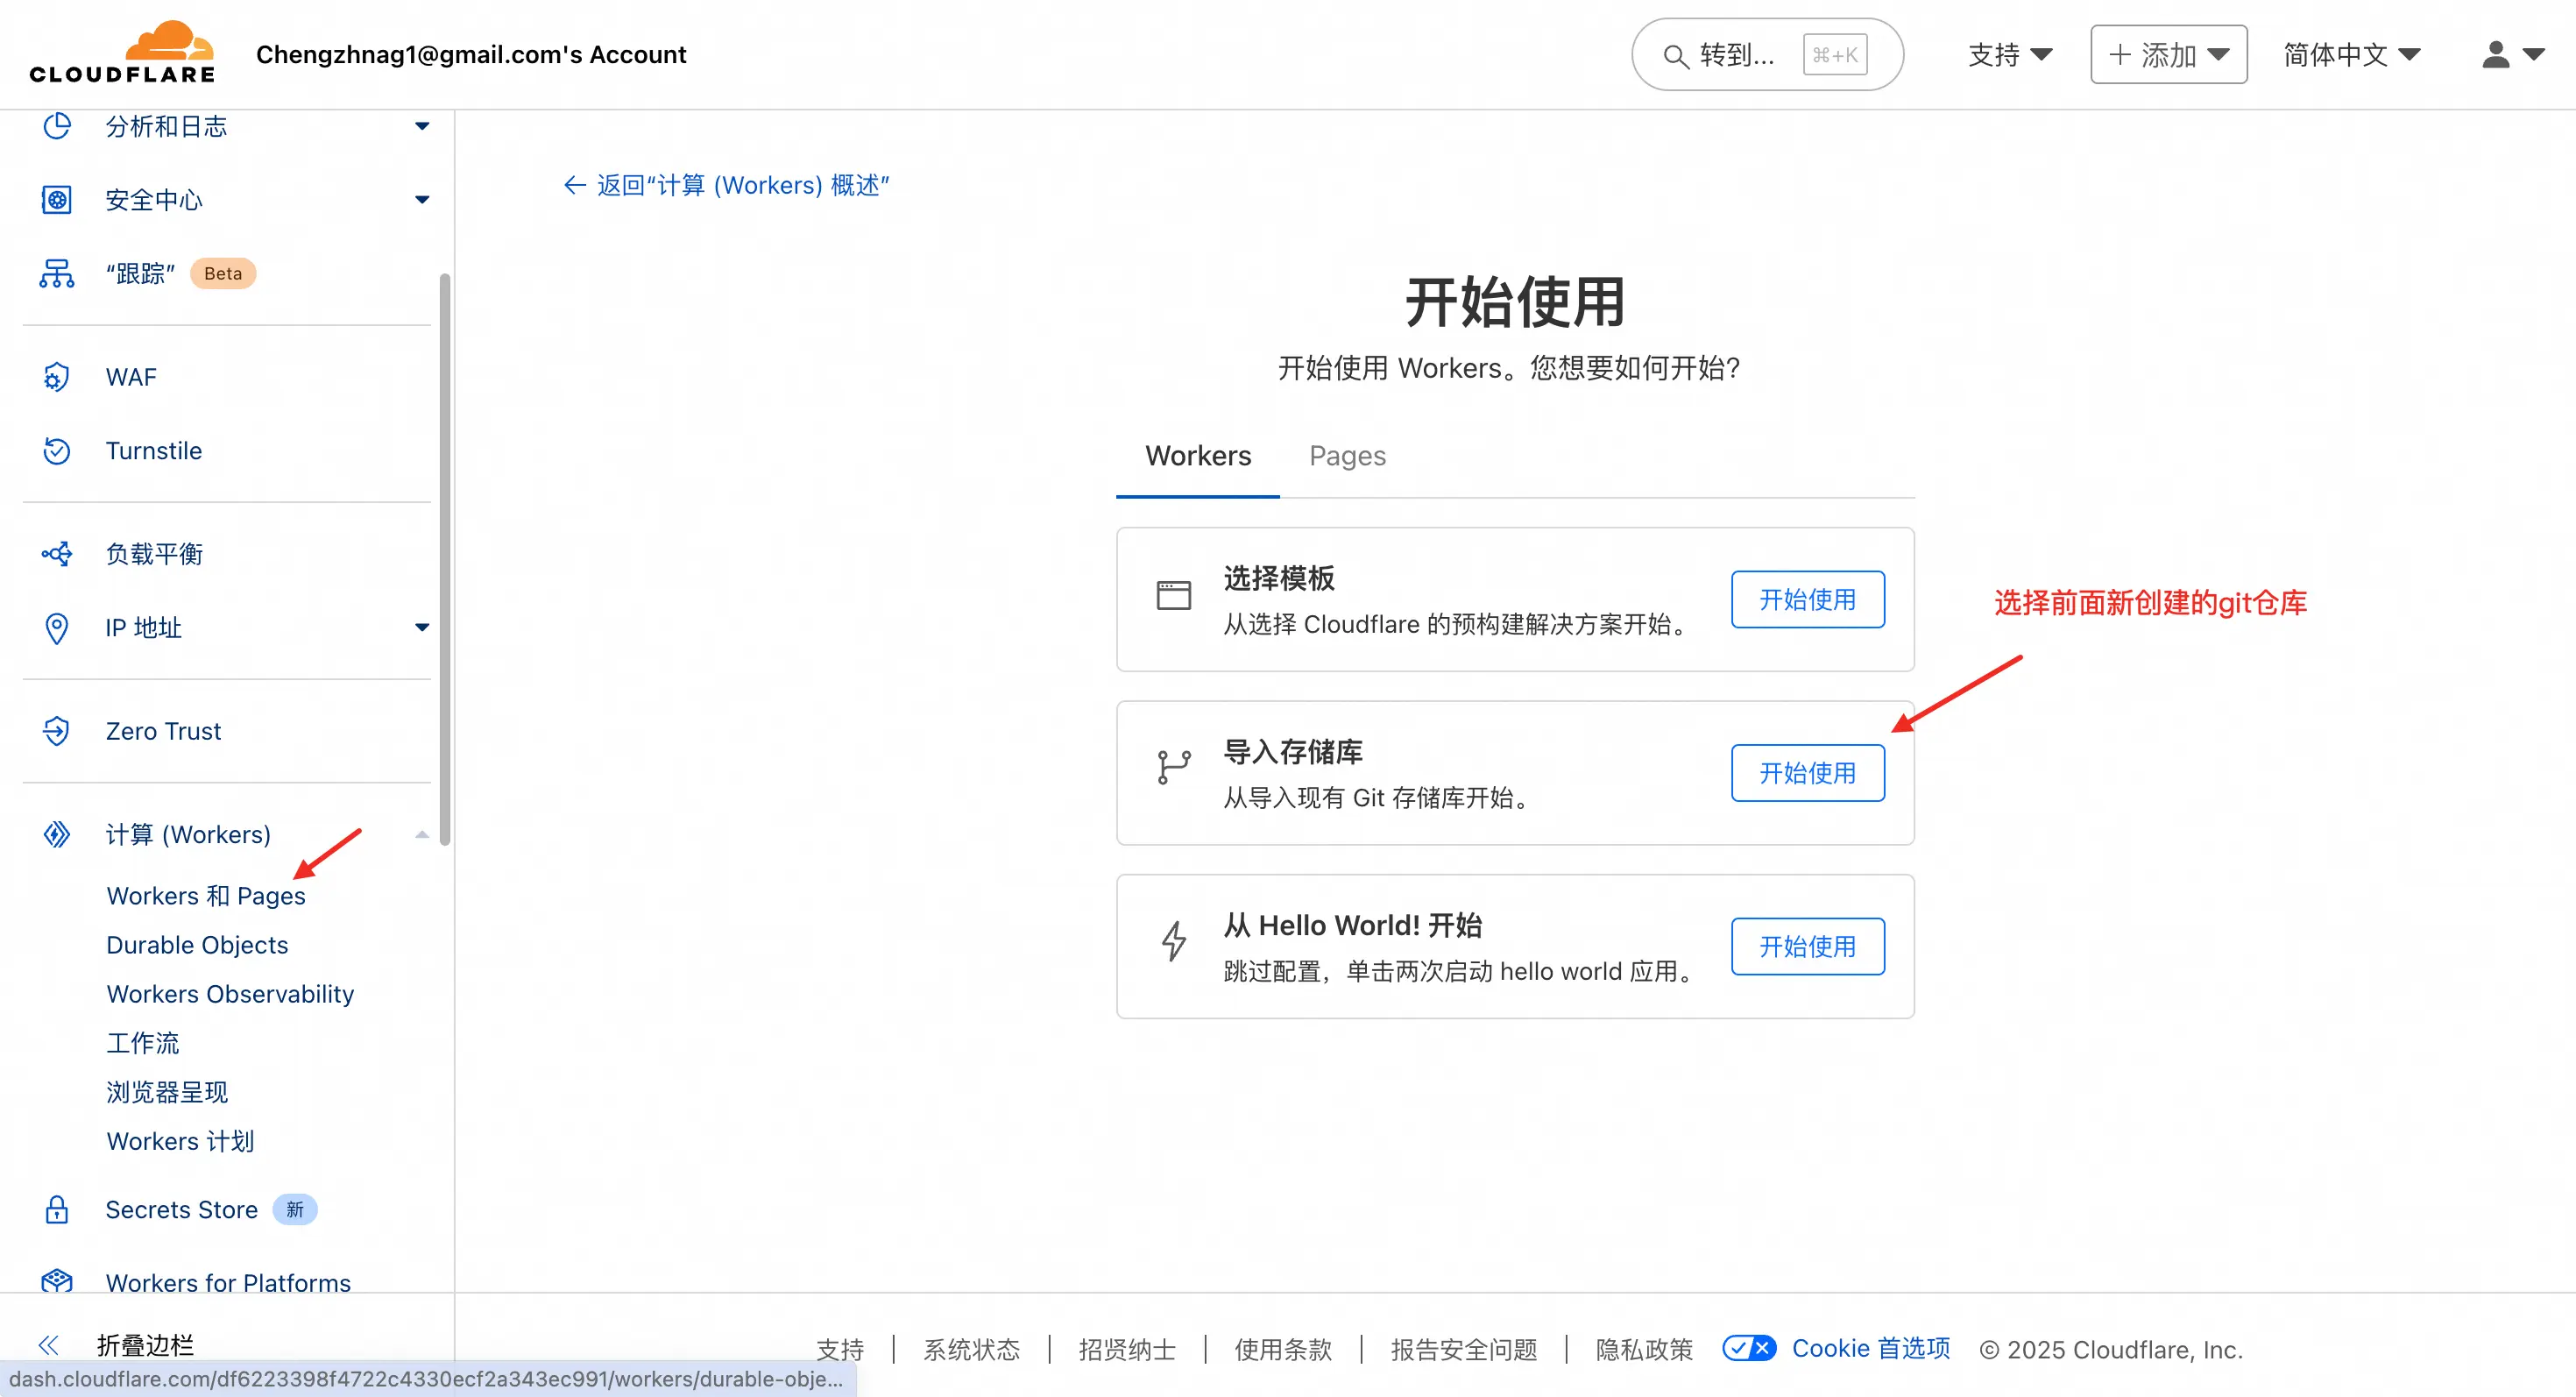 CLOUDFLARE
Chengzhnag1@gmail.com's Account
转到...
⌘+K
支持
+ 添加
简体中文
分析和日志
安全中心
“跟踪” Beta
WAF
Turnstile
负载平衡
IP 地址
Zero Trust
计算 (Workers)
Workers 和 Pages
Durable Objects
Workers Observability
工作流
浏览器呈现
Workers 计划
Secrets Store 新
Workers for Platforms
折叠边栏
← 返回“计算 (Workers) 概述”
开始使用
开始使用 Workers。您想要如何开始？
Workers
Pages
选择模板
从选择 Cloudflare 的预构建解决方案开始。
开始使用
选择前面新创建的git仓库
导入存储库
从导入现有 Git 存储库开始。
开始使用
从 Hello World! 开始
跳过配置，单击两次启动 hello world 应用。
开始使用
支持
系统状态
招贤纳士
使用条款
报告安全问题
隐私政策
Cookie 首选项
© 2025 Cloudflare, Inc.
dash.cloudflare.com/df6223398f4722c4330ecf2a343ec991/workers/durable-obje...